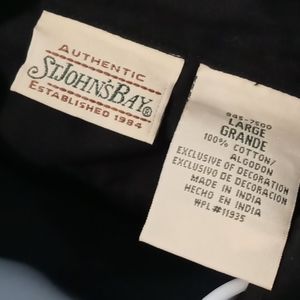 AUTHENTIC
ST. JOHN'S BAY®
ESTABLISHED 1984
LARGE
GRANDE
100% COTTON/
ALGODON
EXCLUSIVE OF DECORATION
EXCLUSIVO DE DECORACION
MADE IN INDIA
HECHO EN INDIA
WPL#11935